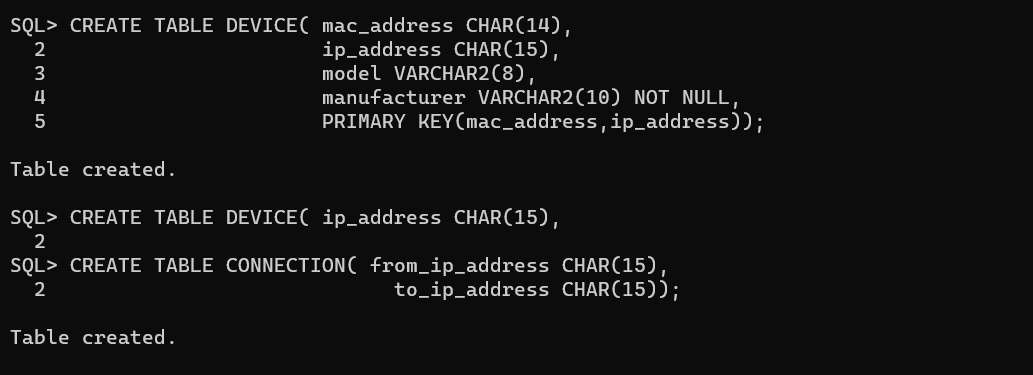 SQL> CREATE TABLE DEVICE( mac_address CHAR(14),
  2                       ip_address CHAR(15),
  3                       model VARCHAR2(8),
  4                       manufacturer VARCHAR2(10) NOT NULL,
  5                       PRIMARY KEY(mac_address,ip_address));
Table created.
SQL> CREATE TABLE DEVICE( ip_address CHAR(15),
  2
SQL> CREATE TABLE CONNECTION( from_ip_address CHAR(15),
  2                             to_ip_address CHAR(15));
Table created.